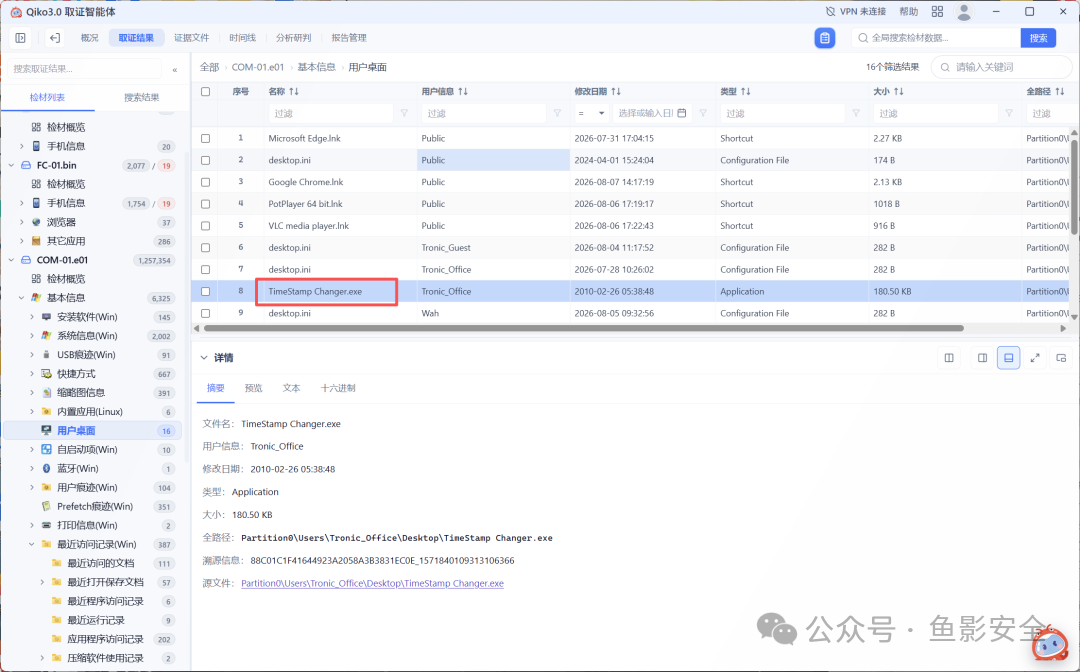 Qiko3.0 取证智能体 VPN 未连接 帮助
概况 取证结果 证据文件 时间线 分析研判 报告管理 全局搜索检材数据... 搜索
搜索取证结果... «
检材列表 搜索结果
检材概览
手机信息 20
FC-01.bin 2,077 / 19
检材概览
手机信息 1,754 / 19
浏览器 37
其它应用 286
COM-01.e01 1,257,354
检材概览
基本信息 6,325
安装软件(Win) 145
系统信息(Win) 2,002
USB痕迹(Win) 91
快捷方式 667
缩略图信息 391
内置应用(Linux) 6
用户桌面 16
自启动项(Win) 10
蓝牙(Win) 1
用户痕迹(Win) 104
Prefetch痕迹(Win) 351
打印信息(Win) 2
最近访问记录(Win) 387
最近访问的文档 111
最近打开保存文档 57
最近程序访问记录 6
最近运行记录 9
应用程序访问记录 202
压缩软件使用记录 2
全部 › COM-01.e01 › 基本信息 › 用户桌面 16个筛选结果 请输入关键词
序号 名称 ↑↓ 用户信息 ↑↓ 修改日期 ↑↓ 类型 ↑↓ 大小 ↑↓ 全路径 ↑↓
过滤 过滤 = 选择或输入日期 过滤 过滤 过滤
1 Microsoft Edge.lnk Public 2026-07-31 17:04:15 Shortcut 2.27 KB Partition0\U
2 desktop.ini Public 2024-04-01 15:24:04 Configuration File 174 B Partition0\U
3 Google Chrome.lnk Public 2026-08-07 14:17:19 Shortcut 2.13 KB Partition0\U
4 PotPlayer 64 bit.lnk Public 2026-08-06 17:19:17 Shortcut 1018 B Partition0\U
5 VLC media player.lnk Public 2026-08-06 17:22:43 Shortcut 916 B Partition0\U
6 desktop.ini Tronic_Guest 2026-08-04 11:17:52 Configuration File 282 B Partition0\U
7 desktop.ini Tronic_Office 2026-07-28 10:26:02 Configuration File 282 B Partition0\U
8 TimeStamp Changer.exe Tronic_Office 2010-02-26 05:38:48 Application 180.50 KB Partition0\U
9 desktop.ini Wah 2026-08-05 09:32:56 Configuration File 282 B Partition0\U
详情
摘要 预览 文本 十六进制
文件名: TimeStamp Changer.exe
用户信息: Tronic_Office
修改日期: 2010-02-26 05:38:48
类型: Application
大小: 180.50 KB
全路径: Partition0\Users\Tronic_Office\Desktop\TimeStamp Changer.exe
溯源信息: 88C01C1F41644923A2058A3B3831EC0E_1571840109313106366
源文件: Partition0\Users\Tronic_Office\Desktop\TimeStamp Changer.exe
公众号 · 鱼影安全